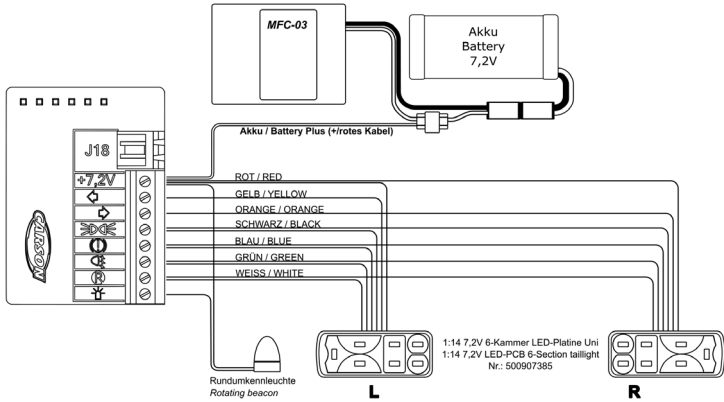 MFC-03
Akku
Battery
7,2V
Akku / Battery Plus (+/rotes Kabel)
J18
+7,2V
ROT / RED
GELB / YELLOW
ORANGE / ORANGE
SCHWARZ / BLACK
BLAU / BLUE
GRÜN / GREEN
WEISS / WHITE
CARSON
R
Rundumkennleuchte
Rotating beacon
1:14 7,2V 6-Kammer LED-Platine Uni
1:14 7,2V LED-PCB 6-Section taillight
Nr.: 500907385
L
R